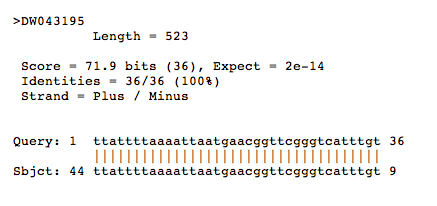 >DW043195
Length = 523
Score = 71.9 bits (36), Expect = 2e-14
Identities = 36/36 (100%)
Strand = Plus / Minus
Query: 1 ttattttaaaattaatgaacggttcgggtcatttgt 36
||||||||||||||||||||||||||||||||||||
Sbjct: 44 ttattttaaaattaatgaacggttcgggtcatttgt 9